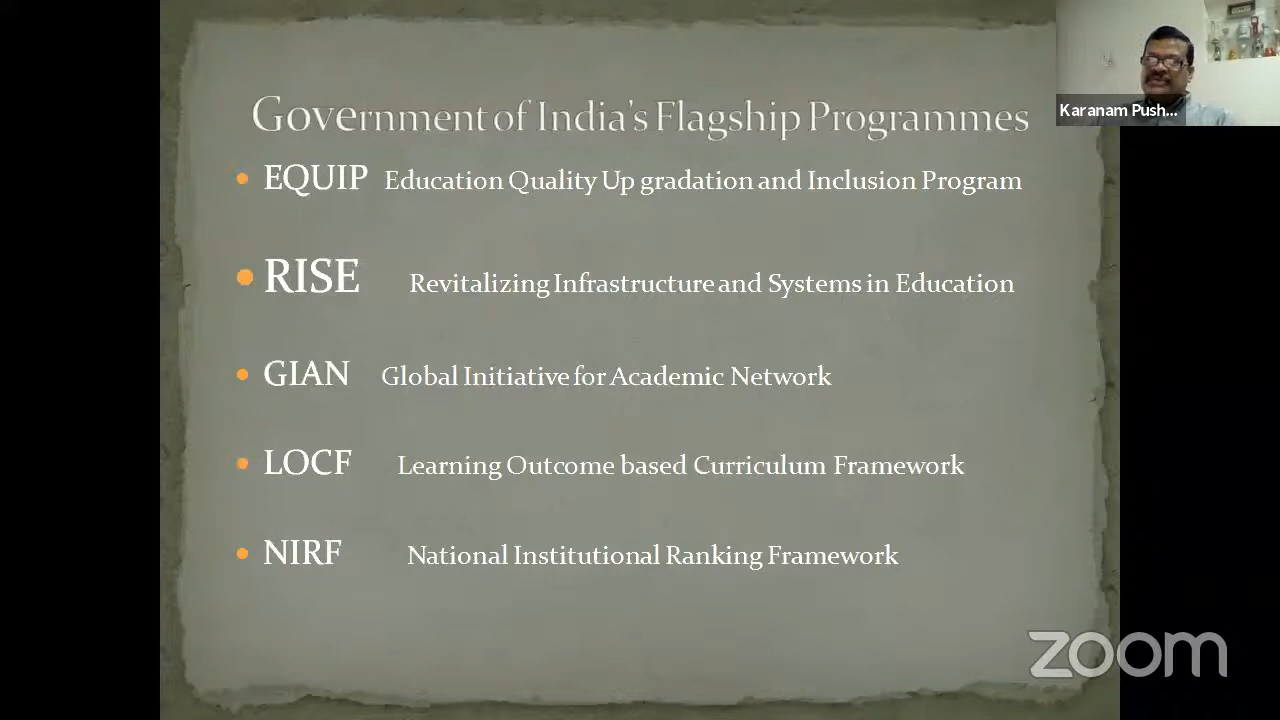 Government of India's Flagship Programmes
Karanam Push...
EQUIP Education Quality Up gradation and Inclusion Program
RISE Revitalizing Infrastructure and Systems in Education
GIAN Global Initiative for Academic Network
LOCF Learning Outcome based Curriculum Framework
NIRF National Institutional Ranking Framework
zoom